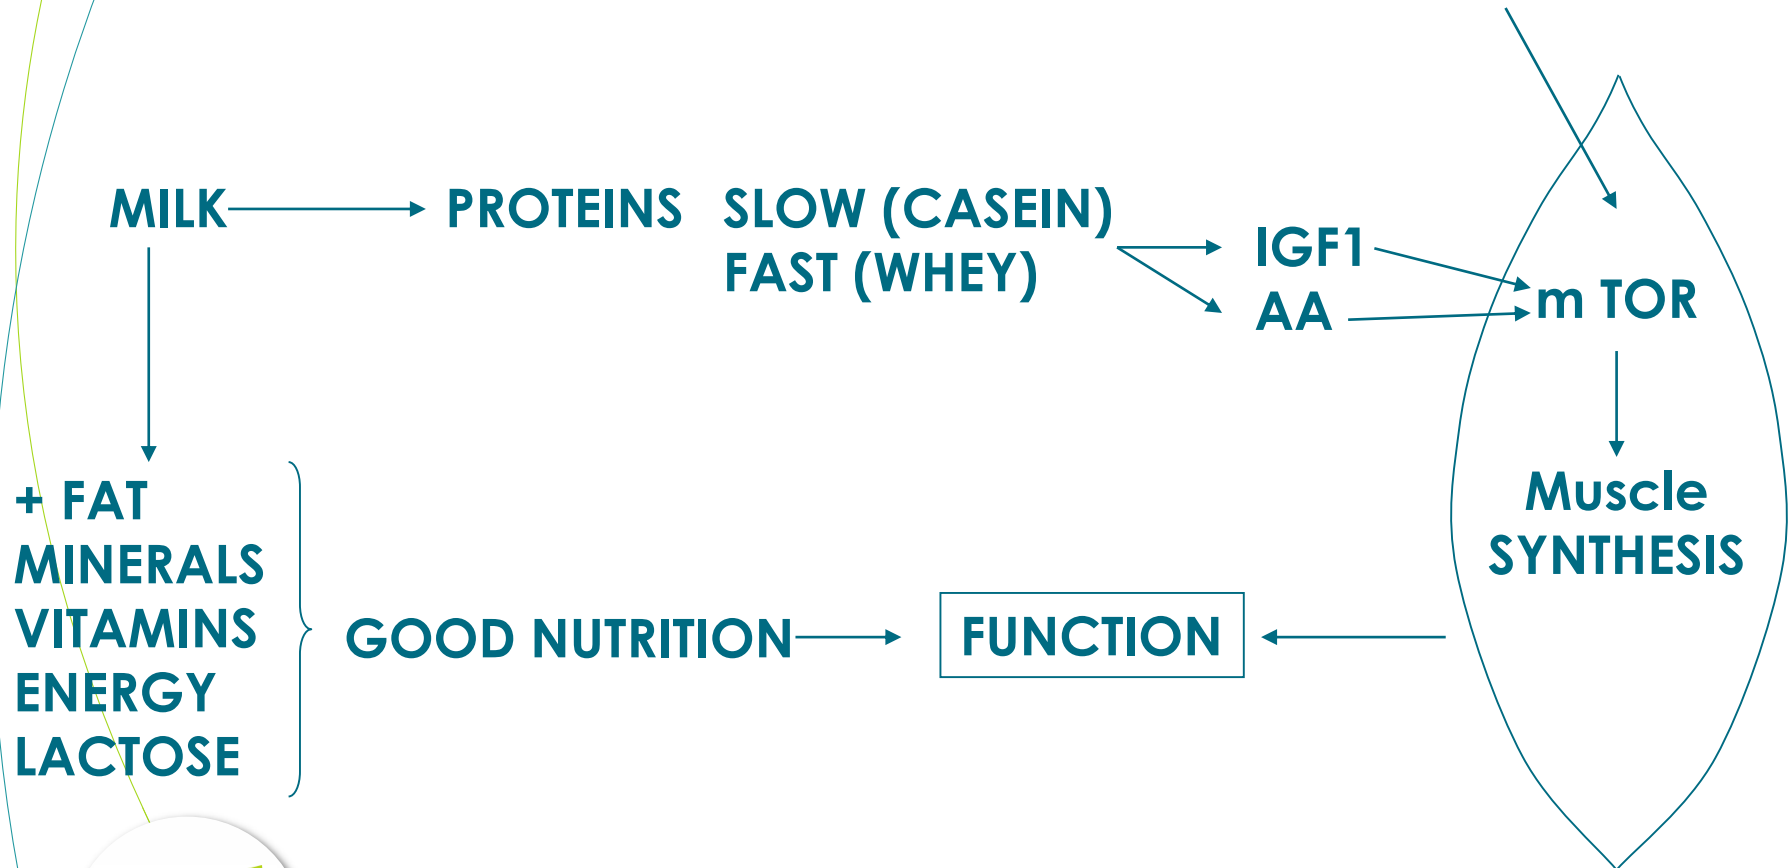 MILK PROTEINS SLOW (CASEIN)
FAST (WHEY)
IGF1
AA
m TOR
Muscle
SYNTHESIS
+ FAT
MINERALS
VITAMINS
ENERGY
LACTOSE
GOOD NUTRITION
FUNCTION